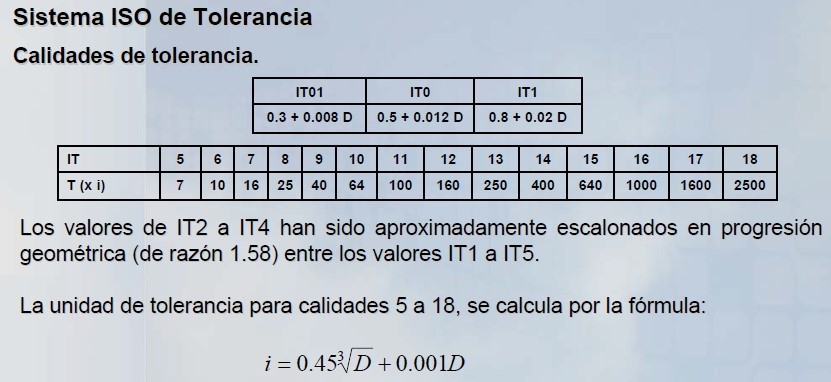 Sistema ISO de Tolerancia
Calidades de tolerancia.
IT01 IT0 IT1
0.3 + 0.008 D 0.5 + 0.012 D 0.8 + 0.02 D
IT 5 6 7 8 9 10 11 12 13 14 15 16 17 18
T (x i) 7 10 16 25 40 64 100 160 250 400 640 1000 1600 2500
Los valores de IT2 a IT4 han sido aproximadamente escalonados en progresión
geométrica (de razón 1.58) entre los valores IT1 a IT5.
La unidad de tolerancia para calidades 5 a 18, se calcula por la fórmula:
i = 0.45∛D + 0.001D